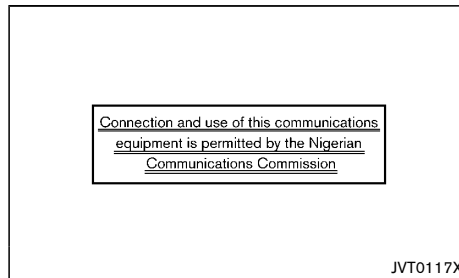 Connection and use of this communications
equipment is permitted by the Nigerian
Communications Commission
JVT0117X